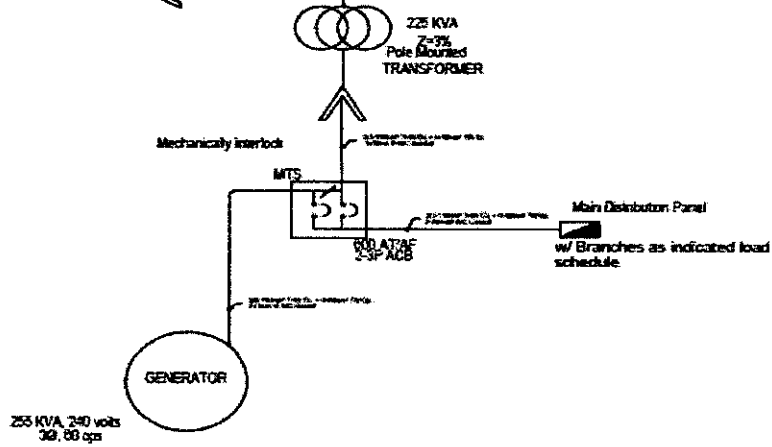 225 KVA
Z=3%
Pole Mounted
TRANSFORMER
Mechanically interlock
MTS
600 AT/AF
2-3P ACB
Main Distribution Panel
w/ Branches as indicated load
schedule
GENERATOR
255 KVA, 240 volts
3Ø, 60 cps